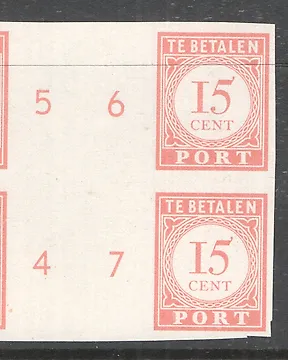 TE BETALEN
5 6 15
CENT
PORT
TE BETALEN
4 7 15
CENT
PORT